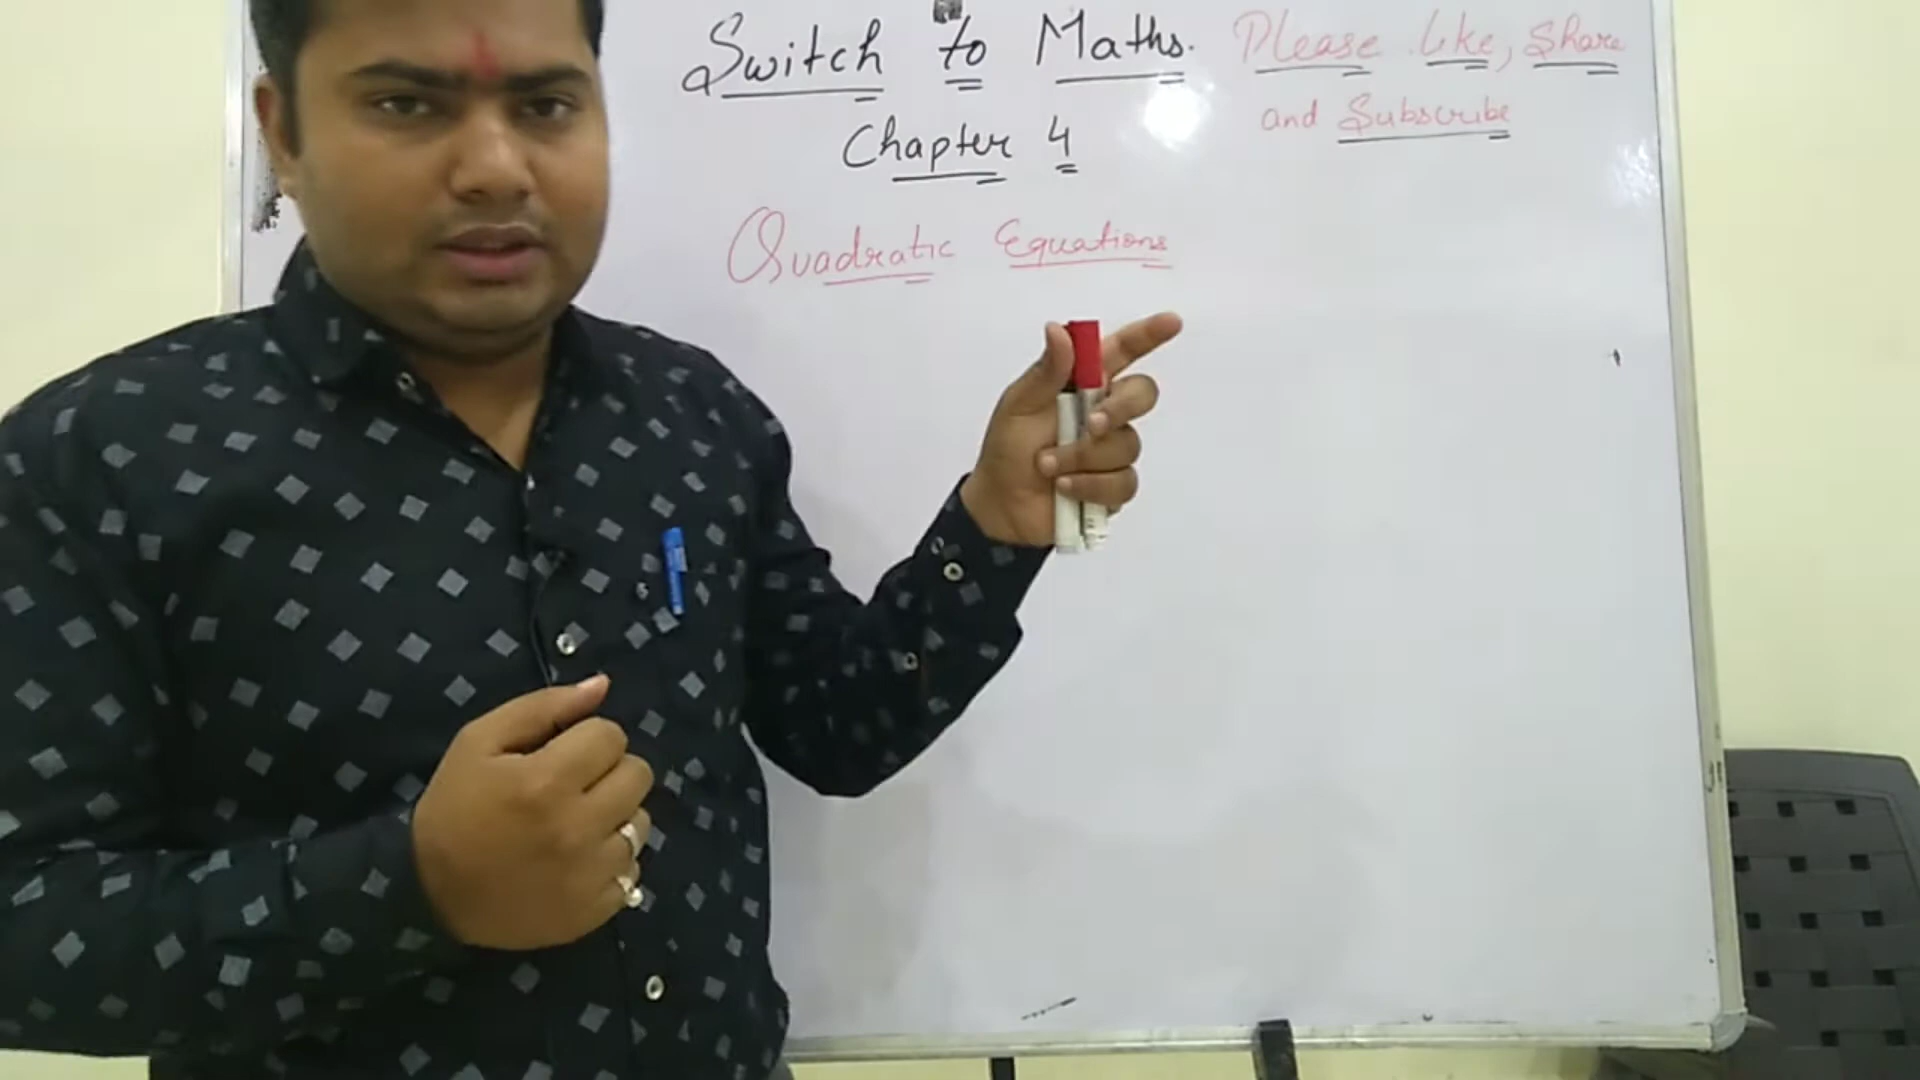 Switch to Maths. Please like, Share
and Subscribe
Chapter 4
Quadratic Equations